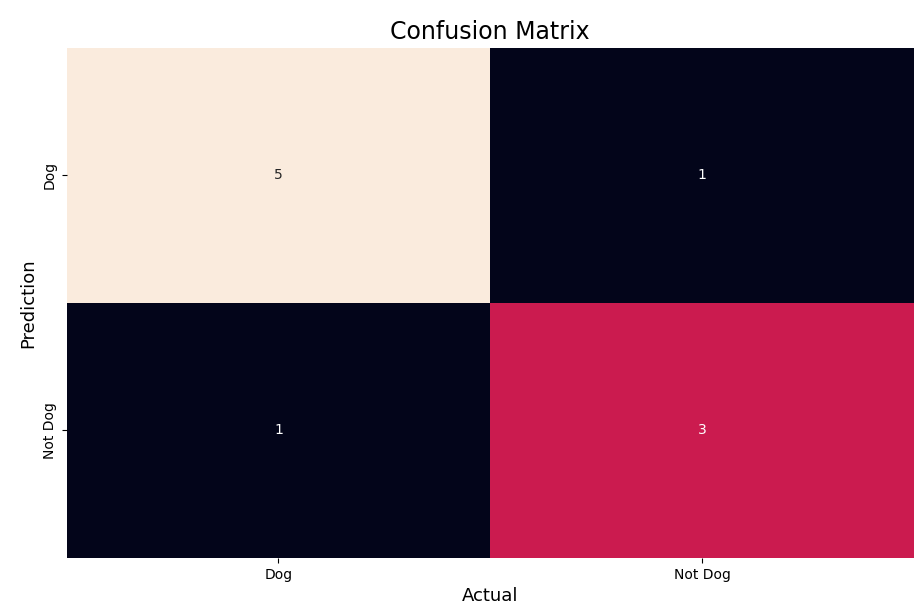 Confusion Matrix
Prediction
Dog
5
1
Not Dog
1
3
Dog
Not Dog
Actual